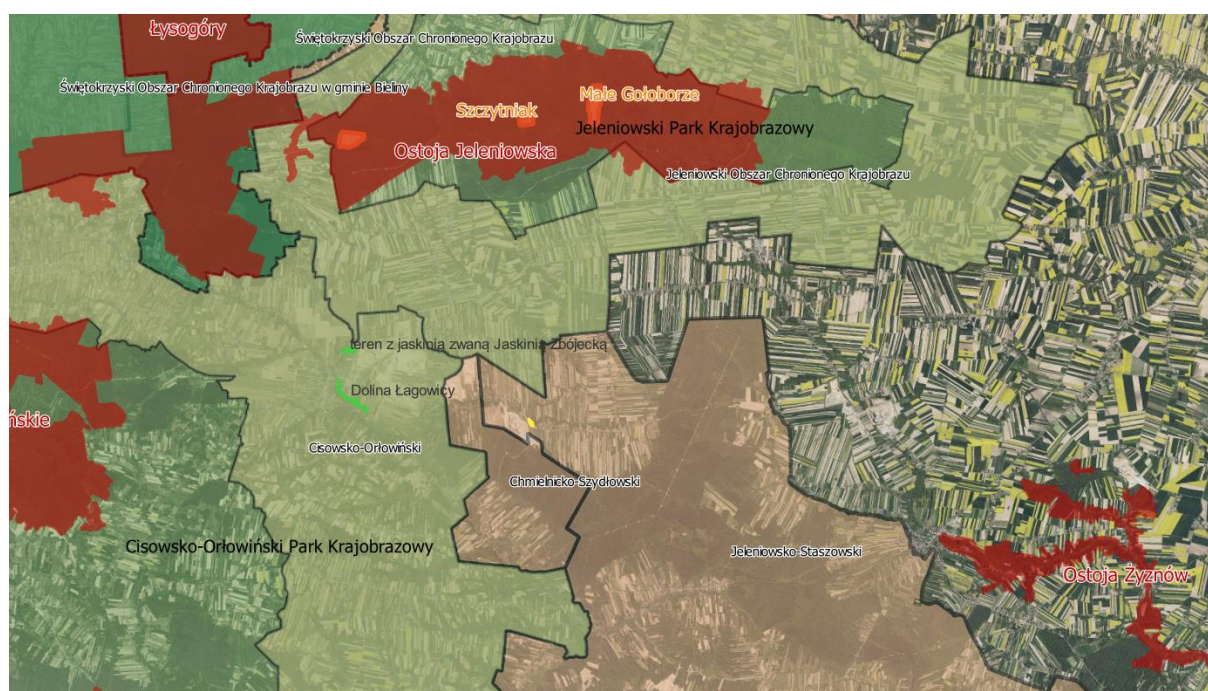 Łysogóry
Świętokrzyski Obszar Chronionego Krajobrazu
Świętokrzyski Obszar Chronionego Krajobrazu w gminie Bieliny
Małe Gołoborze
Szczytniak
Jeleniowski Park Krajobrazowy
Ostoja Jeleniowska
Jeleniowski Obszar Chronionego Krajobrazu
teren z jaskinią zwaną Jaskinią Zbójecką
Dolina Łagowicy
ńskie
Cisowsko-Orłowiński
Chmielnicko-Szydłowski
Cisowsko-Orłowiński Park Krajobrazowy
Jeleniowsko-Staszowski
Ostoja Żyznów